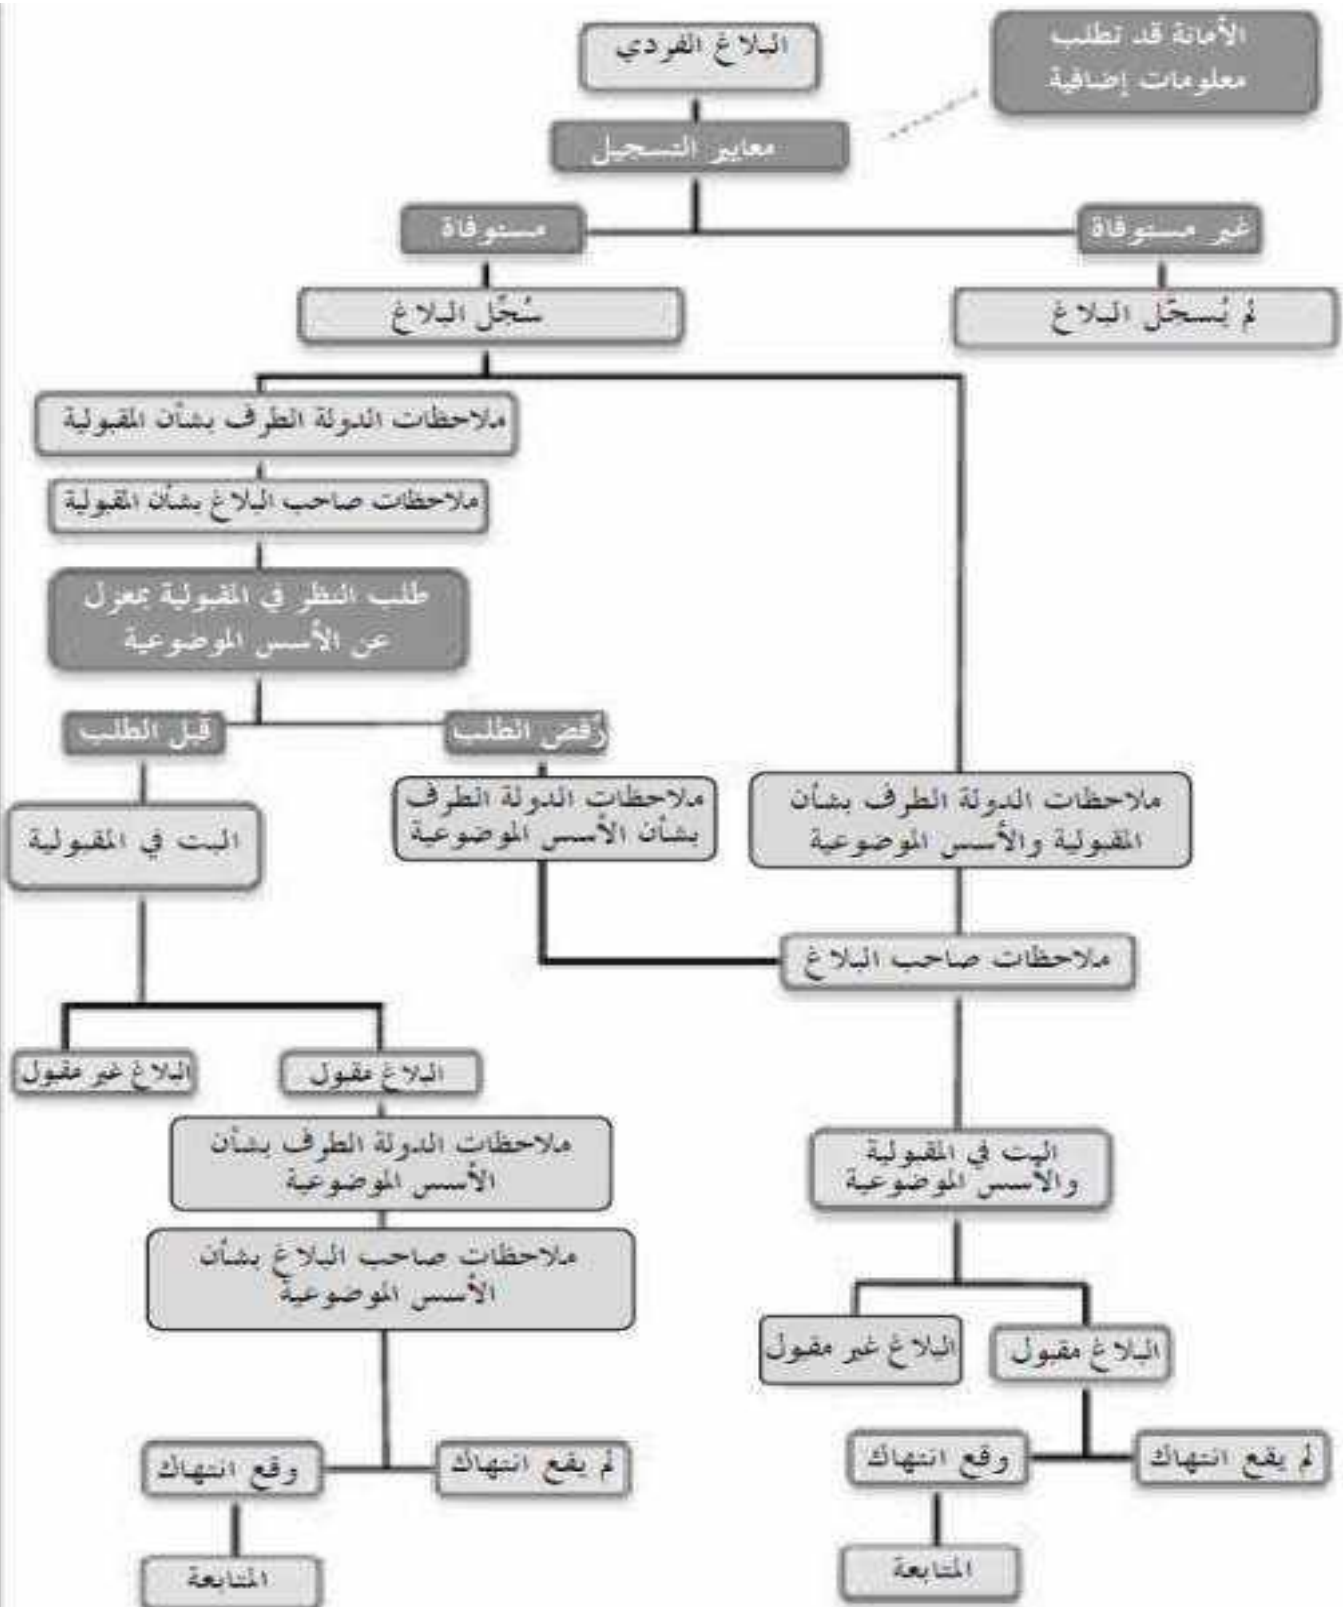 البلاغ الفردي
الأمانة قد تطلب
معلومات إضافية
معايير التسجيل
غير مستوفاة
مستوفاة
لم يُسجّل البلاغ
سُجّل البلاغ
ملاحظات الدولة الطرف بشأن المقبولية
ملاحظات صاحب البلاغ بشأن المقبولية
طلب النظر في المقبولية بمعزل
عن الأسس الموضوعية
رُفض الطلب
قُبل الطلب
ملاحظات الدولة الطرف بشأن
المقبولية والأسس الموضوعية
ملاحظات الدولة الطرف
بشأن الأسس الموضوعية
البت في المقبولية
ملاحظات صاحب البلاغ
البلاغ مقبول
البلاغ غير مقبول
ملاحظات الدولة الطرف بشأن
الأسس الموضوعية
البت في المقبولية
والأسس الموضوعية
ملاحظات صاحب البلاغ بشأن
الأسس الموضوعية
البلاغ مقبول
البلاغ غير مقبول
لم يقع انتهاك
وقع انتهاك
لم يقع انتهاك
وقع انتهاك
المتابعة
المتابعة